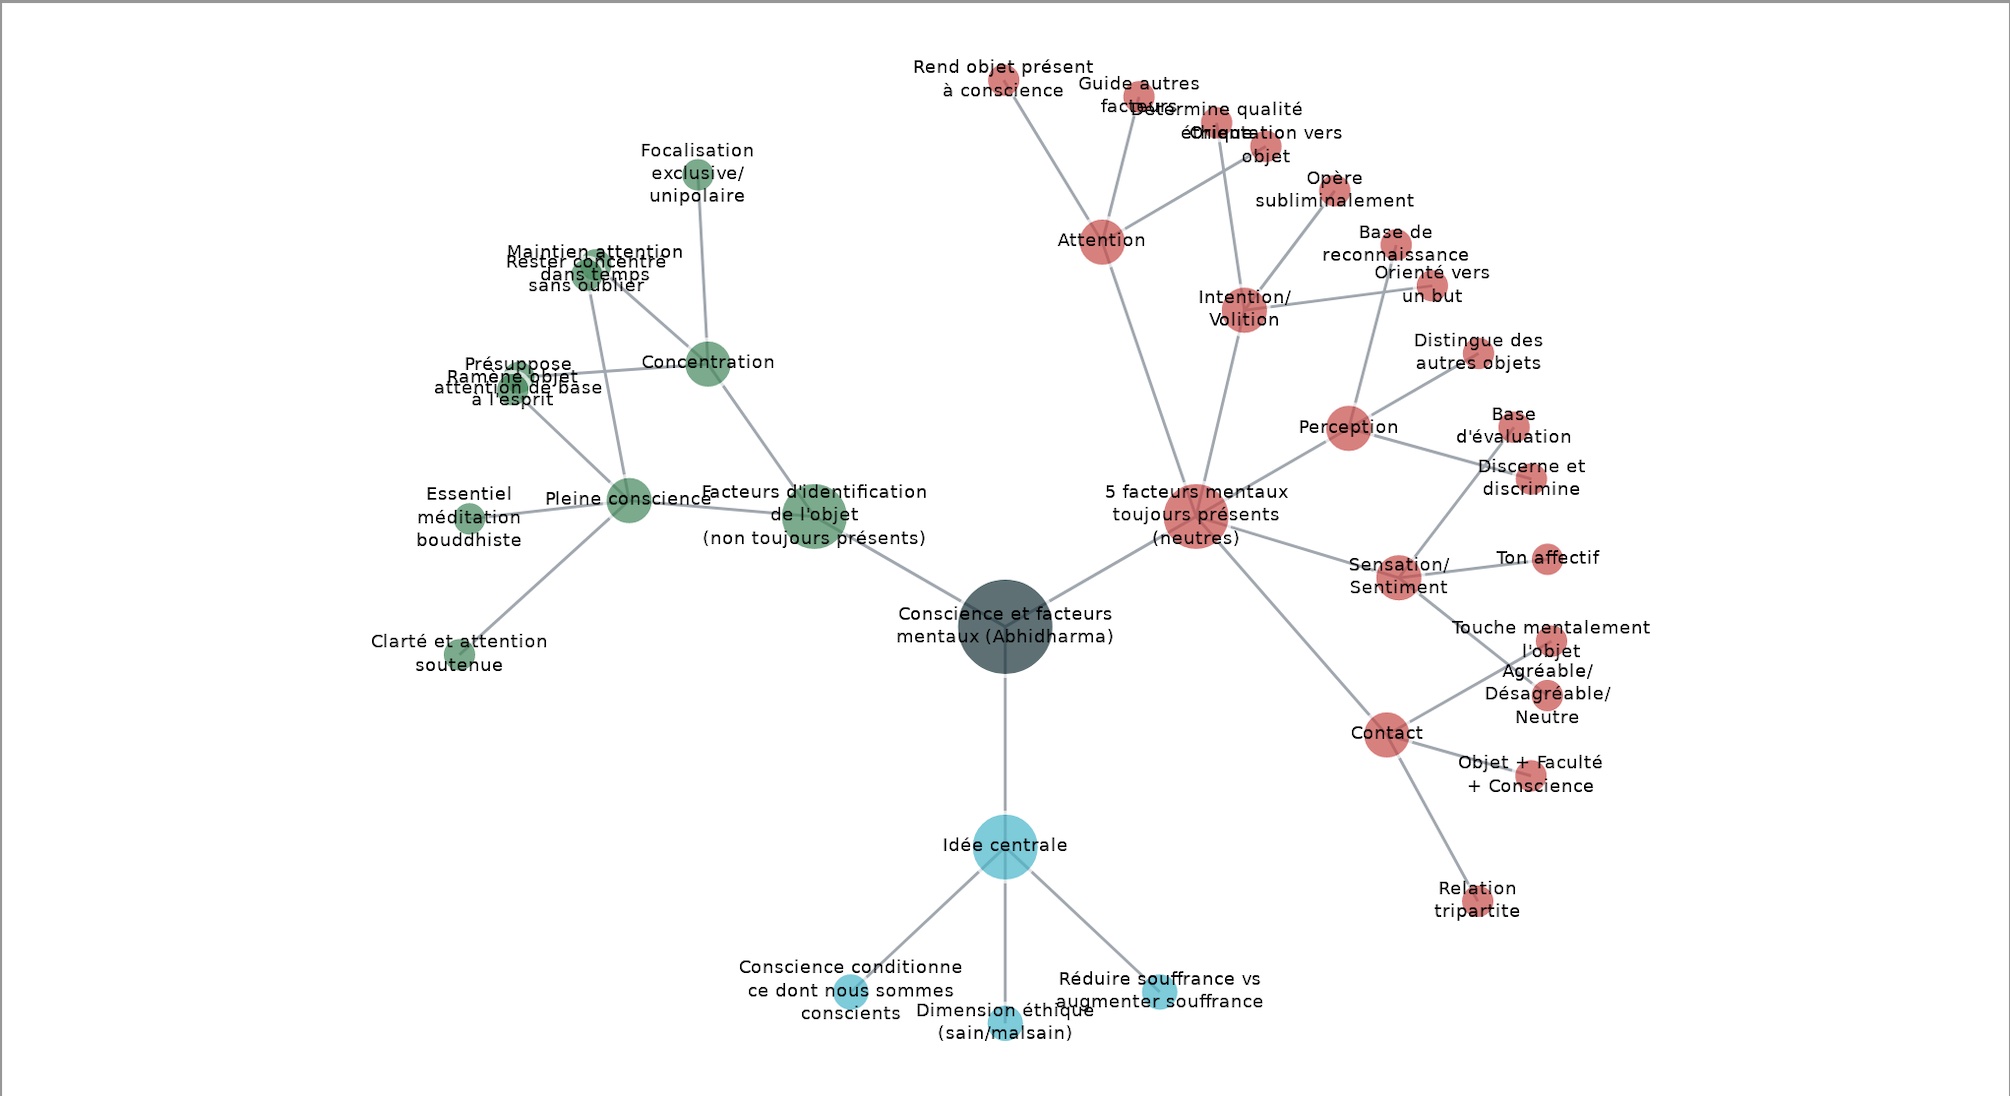 Rend objet présent
à conscience
Guide autres
facteurs
Détermine qualité
éthique
Orientation vers
objet
Opère
subliminalement
Base de
reconnaissance
Orienté vers
un but
Attention
Intention/
Volition
Distingue des
autres objets
Perception
Base
d'évaluation
Discerne et
discrimine
5 facteurs mentaux
toujours présents
(neutres)
Sensation/
Sentiment
Ton affectif
Touche mentalement
l'objet
Agréable/
Désagréable/
Neutre
Contact
Objet + Faculté
+ Conscience
Relation
tripartite
Focalisation
exclusive/
unipolaire
Maintien attention
dans temps
Rester concentré
sans oublier
Concentration
Présuppose
attention de base
Ramène objet
à l'esprit
Essentiel
méditation
bouddhiste
Pleine conscience
Facteurs d'identification
de l'objet
(non toujours présents)
Clarté et attention
soutenue
Conscience et facteurs
mentaux (Abhidharma)
Idée centrale
Conscience conditionne
ce dont nous sommes
conscients
Dimension éthique
(sain/malsain)
Réduire souffrance vs
augmenter souffrance